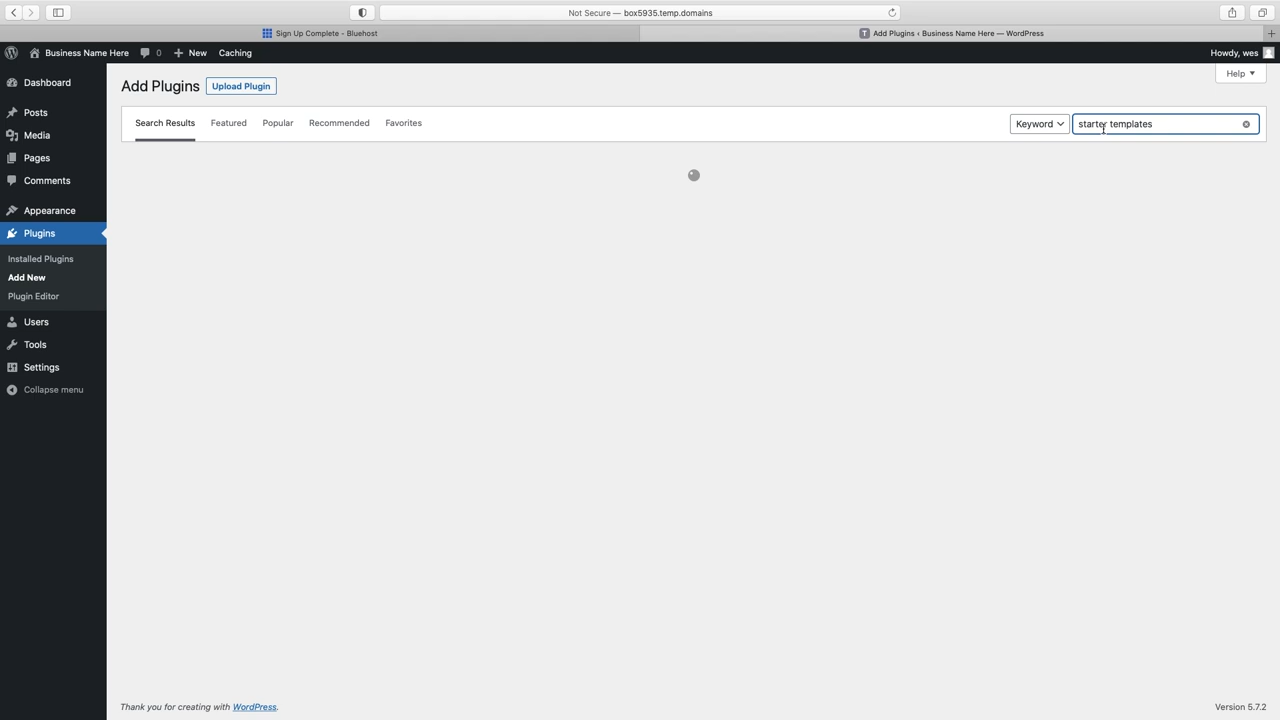 Not Secure — box5935.temp.domains
Sign Up Complete - Bluehost
Add Plugins ‹ Business Name Here — WordPress
Business Name Here 0 New Caching Howdy, wes
Help
Add Plugins Upload Plugin
Search Results Featured Popular Recommended Favorites Keyword starter templates
Dashboard
Posts
Media
Pages
Comments
Appearance
Plugins
Installed Plugins
Add New
Plugin Editor
Users
Tools
Settings
Collapse menu
Thank you for creating with WordPress. Version 5.7.2